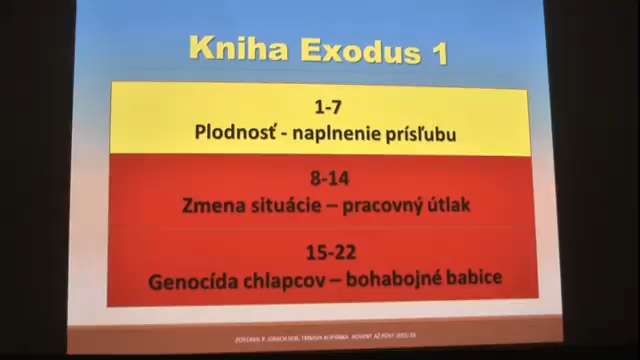 Kniha Exodus 1
1-7
Plodnosť - naplnenie prísľubu
8-14
Zmena situácie – pracovný útlak
15-22
Genocída chlapcov – bohabojné babice